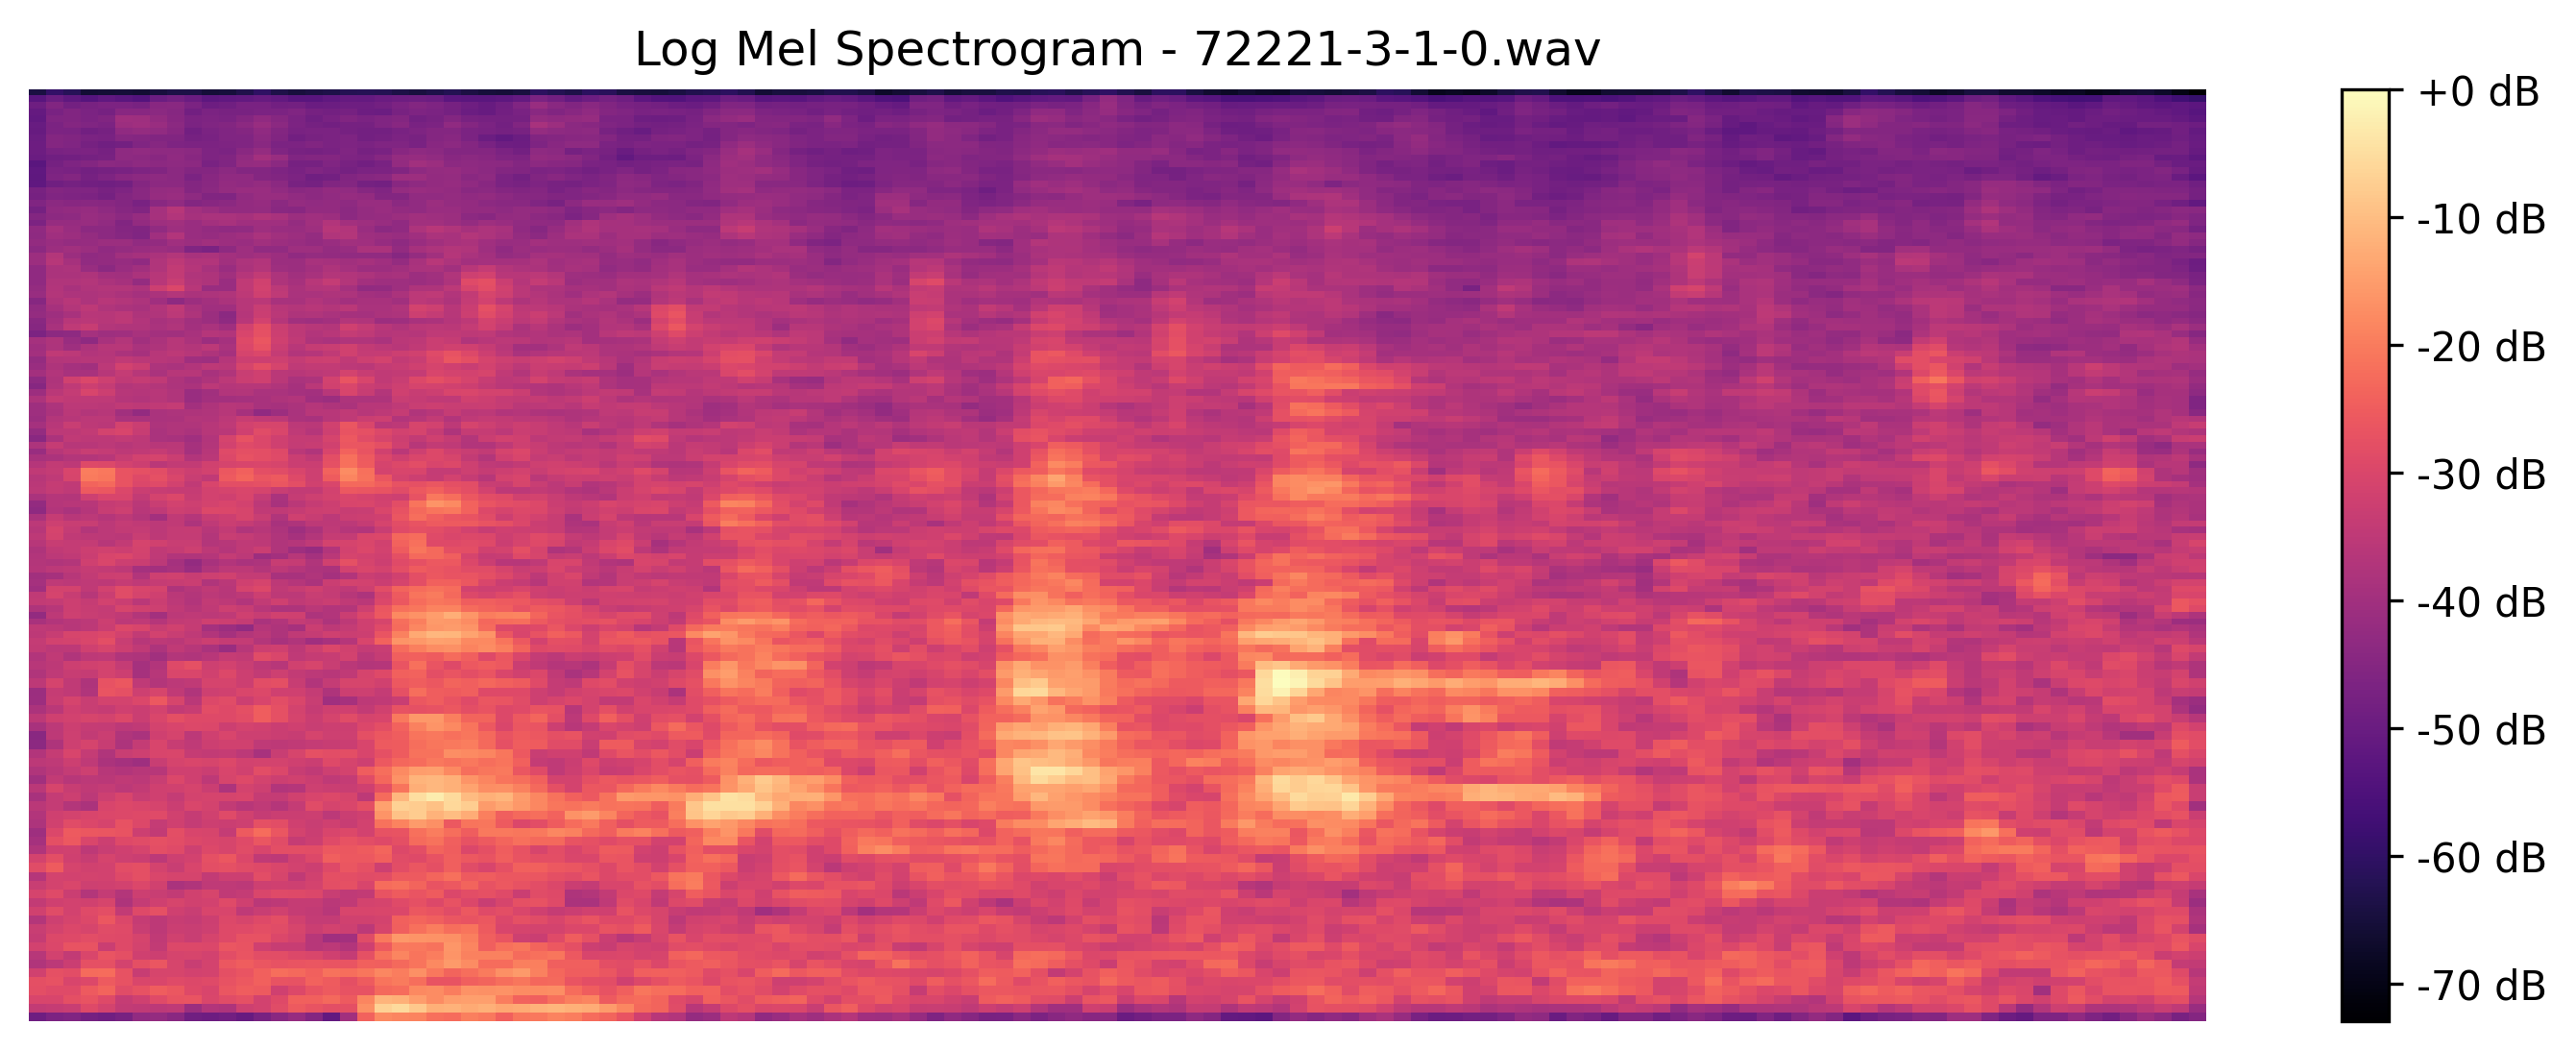 Log Mel Spectrogram - 72221-3-1-0.wav
+0 dB
-10 dB
-20 dB
-30 dB
-40 dB
-50 dB
-60 dB
-70 dB